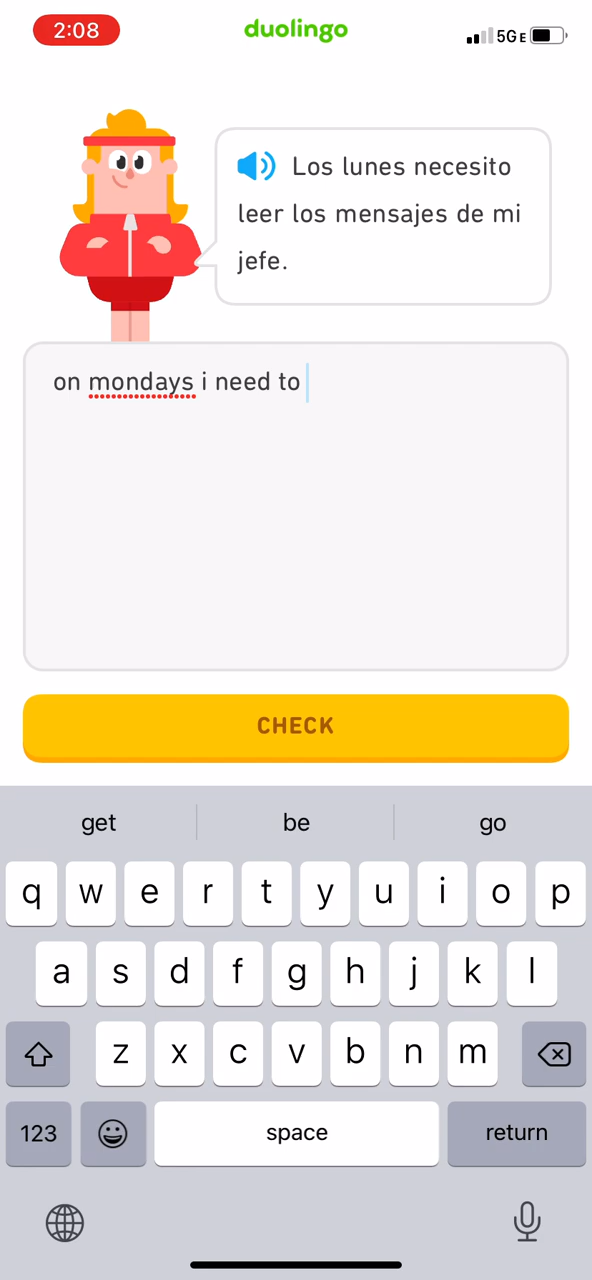 2:08
duolingo
5GE
Los lunes necesito
leer los mensajes de mi
jefe.
on mondays i need to
CHECK
get be go
q w e r t y u i o p
a s d f g h j k l
z x c v b n m
123 space return